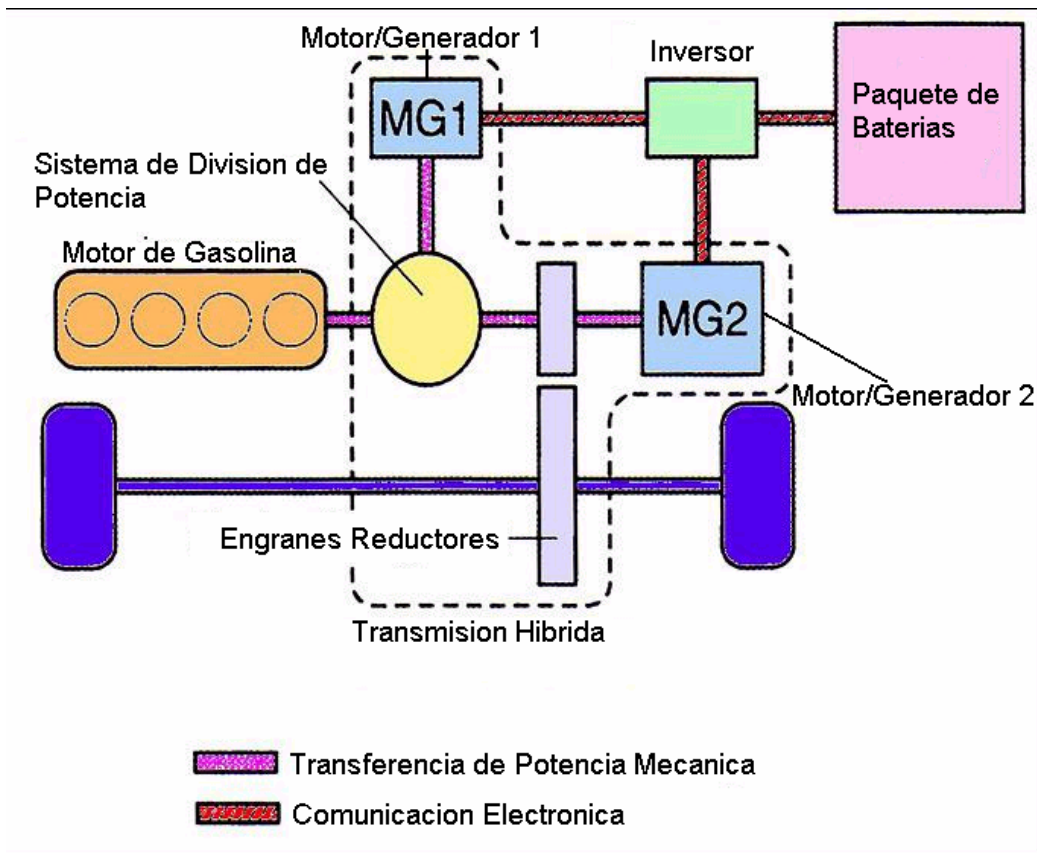 Motor/Generador 1
Inversor
MG1
Paquete de
Baterias
Sistema de Division de
Potencia
Motor de Gasolina
MG2
Motor/Generador 2
Engranes Reductores
Transmision Hibrida
Transferencia de Potencia Mecanica
Comunicacion Electronica